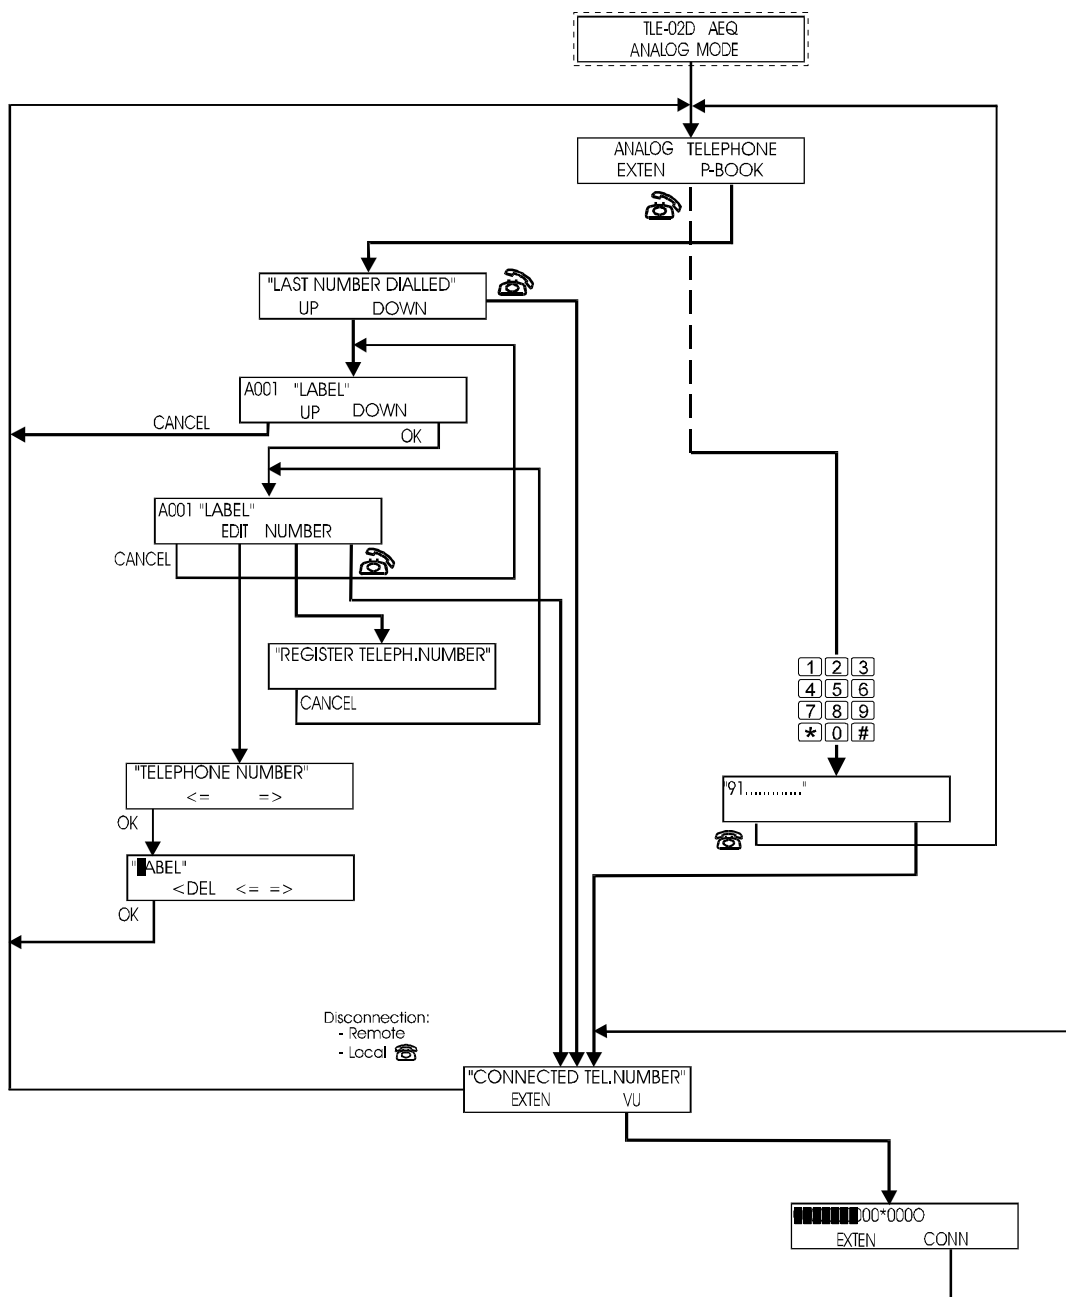 TLE-02D AEQ
ANALOG MODE
ANALOG TELEPHONE
EXTEN P-BOOK
"LAST NUMBER DIALLED"
UP DOWN
A001 "LABEL"
UP DOWN
CANCEL
OK
A001 "LABEL"
EDIT NUMBER
CANCEL
"REGISTER TELEPH.NUMBER"
CANCEL
1 2 3
4 5 6
7 8 9
* 0 #
"TELEPHONE NUMBER"
<= =>
OK
"91............."
"LABEL"
<DEL <= =>
OK
Disconnection:
- Remote
- Local
"CONNECTED TEL.NUMBER"
EXTEN VU
000*0000
EXTEN CONN